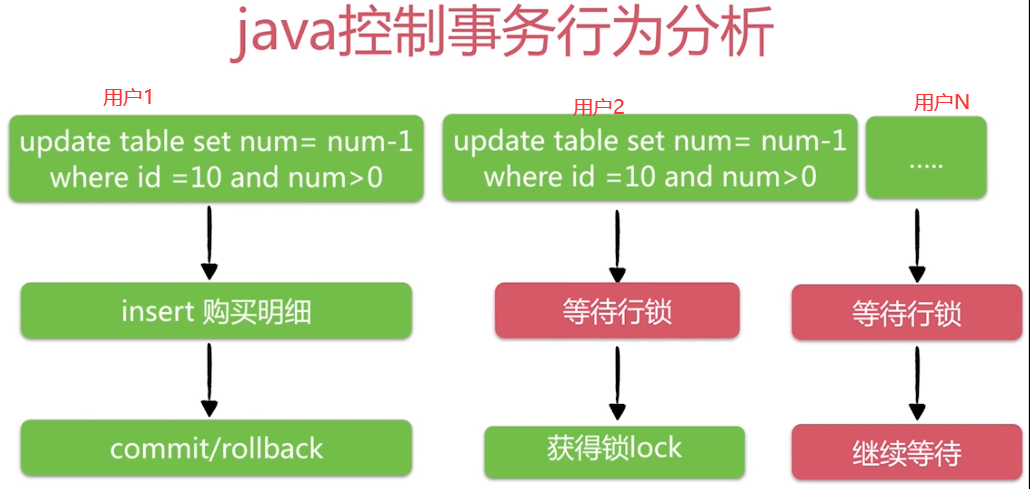 java控制事务行为分析
用户1
用户2
用户N
update table set num= num-1
where id =10 and num>0
update table set num= num-1
where id =10 and num>0
.....
insert 购买明细
等待行锁
等待行锁
commit/rollback
获得锁lock
继续等待